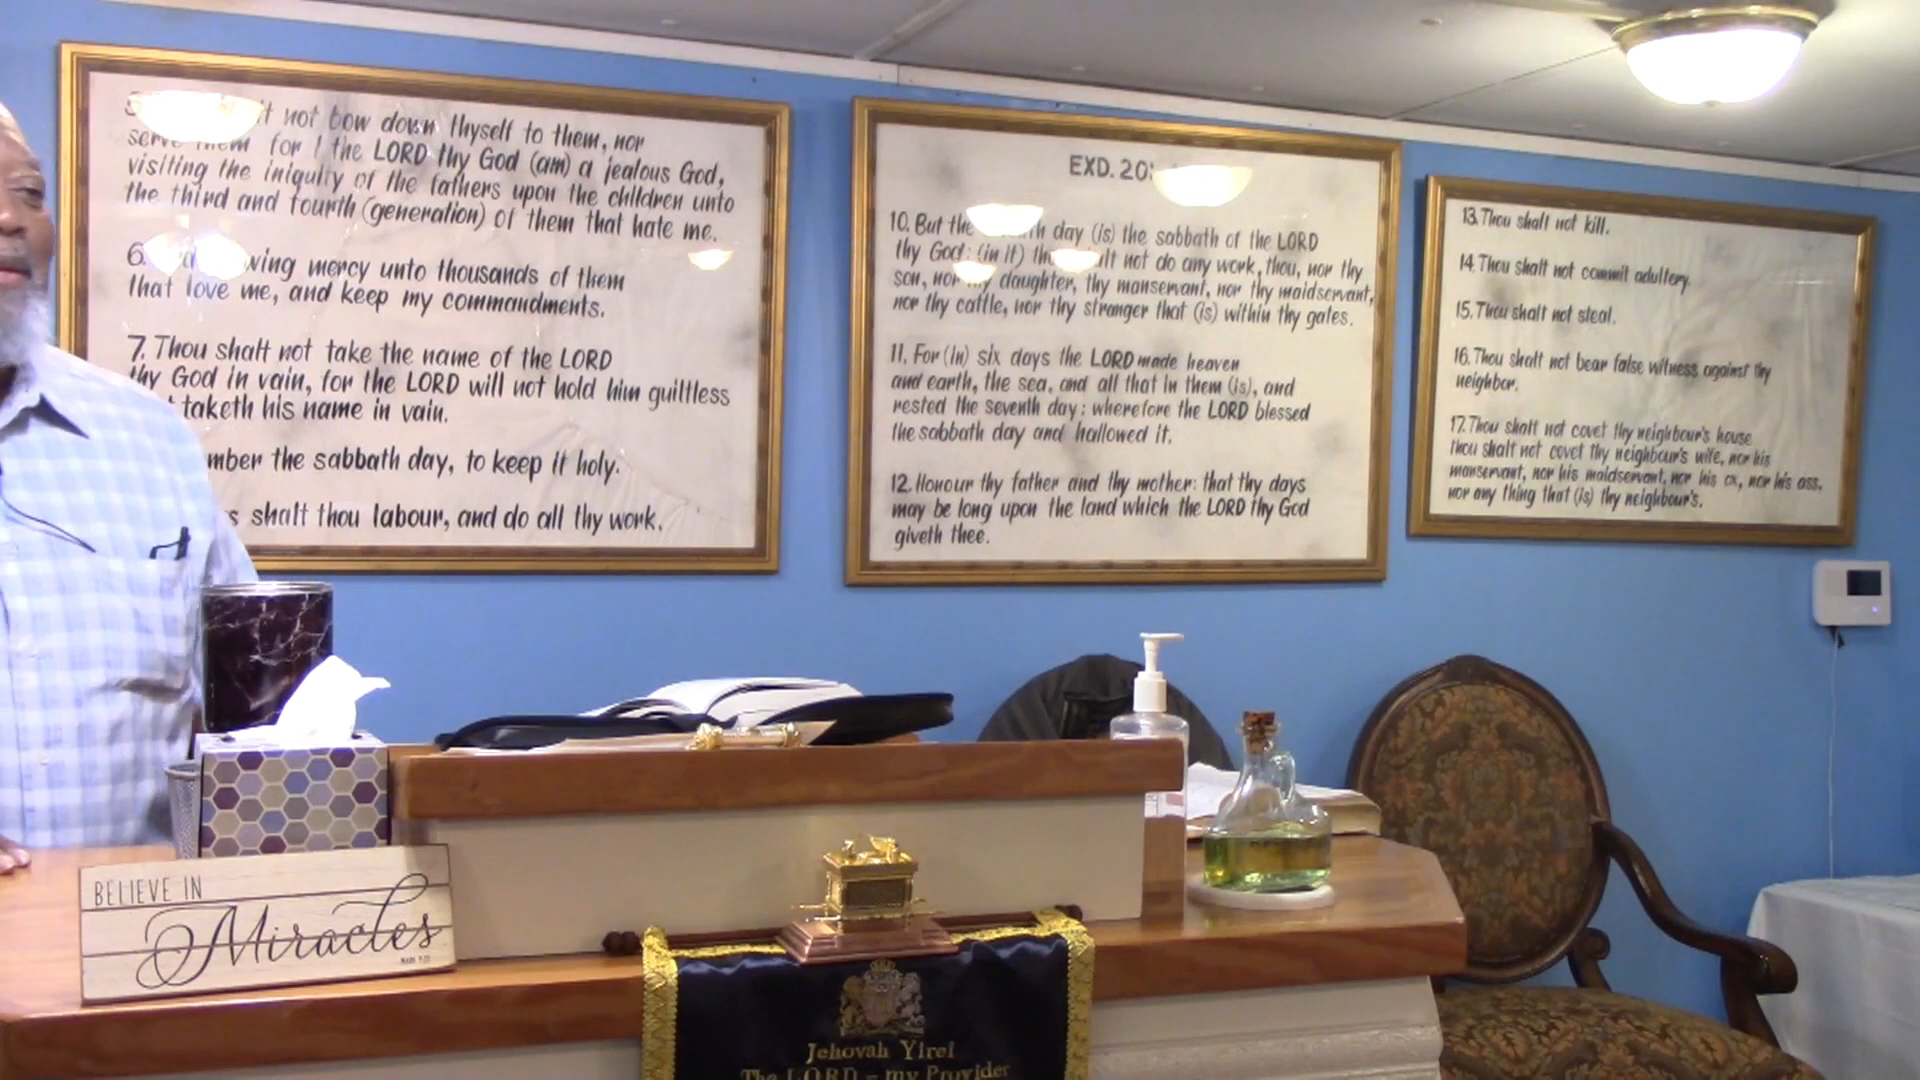 not bow down thyself to them, nor
serve them for I the LORD thy God (am) a jealous God,
visiting the iniquity of the fathers upon the children unto
the third and fourth (generation) of them that hate me.
6. wing mercy unto thousands of them
that love me, and keep my commandments.
7. Thou shalt not take the name of the LORD
thy God in vain, for the LORD will not hold him guiltless
taketh his name in vain.
mber the sabbath day, to keep it holy.
s shalt thou labour, and do all thy work.
EXD. 20:
10. But the th day (is) the sabbath of the LORD
thy God: (in it) thou shalt not do any work, thou, nor thy
son, nor thy daughter, thy manservant, nor thy maidservant,
nor thy cattle, nor thy stranger that (is) within thy gates.
11. For (in) six days the LORD made heaven
and earth, the sea, and all that in them (is), and
rested the seventh day: wherefore the LORD blessed
the sabbath day and hallowed it.
12. Honour thy father and thy mother: that thy days
may be long upon the land which the LORD thy God
giveth thee.
13. Thou shalt not kill.
14. Thou shalt not commit adultery.
15. Thou shalt not steal.
16. Thou shalt not bear false witness against thy
neighbor.
17. Thou shalt not covet thy neighbour's house
thou shalt not covet thy neighbour's wife, nor his
manservant, nor his maidservant, nor his ox, nor his ass,
nor any thing that (is) thy neighbour's.
BELIEVE IN
Miracles
Jehovah Yirei
The LORD - my Provider